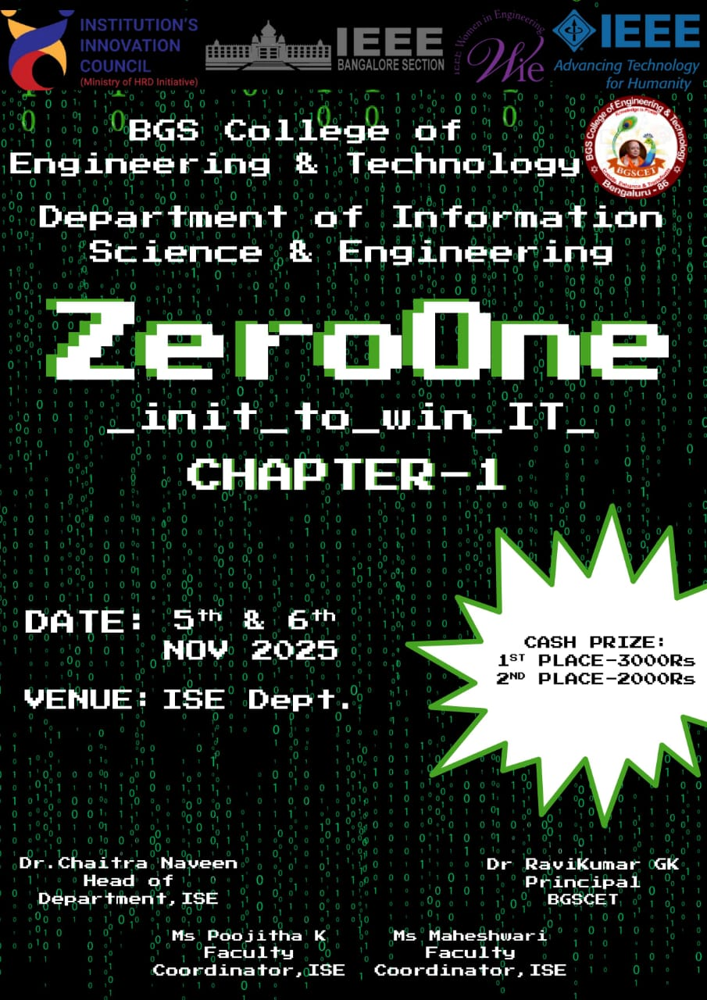 INSTITUTION'S
INNOVATION
COUNCIL
(Ministry of HRD Initiative)
IEEE
BANGALORE SECTION
IEEE Women in Engineering
WIe
IEEE
Advancing Technology
for Humanity
BGS College of
Engineering & Technology
BGS College of Engineering & Technology
Knowledge is Power
BGSCET
Bengaluru - 86
Department of Information
Science & Engineering
ZeroOne
_init_to_win_IT_
CHAPTER-1
DATE: 5th & 6th
NOV 2025
VENUE: ISE Dept.
CASH PRIZE:
1ST PLACE-3000Rs
2ND PLACE-2000Rs
Dr.Chaitra Naveen
Head of
Department,ISE
Dr RaviKumar GK
Principal
BGSCET
Ms Poojitha K
Faculty
Coordinator,ISE
Ms Maheshwari
Faculty
Coordinator,ISE